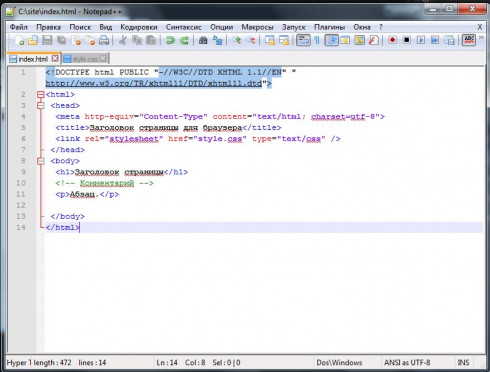 C:\site\index.html - Notepad++
Файл Правка Поиск Вид Кодировки Синтаксис Опции Макросы Запуск Плагины Окна ?
index.html style.css
1 <!DOCTYPE html PUBLIC "-//W3C//DTD XHTML 1.1//EN" "
http://www.w3.org/TR/xhtml11/DTD/xhtml11.dtd">
2 <html>
3 <head>
4 <meta http-equiv="Content-Type" content="text/html; charset=utf-8">
5 <title>Заголовок страницы для браузера</title>
6 <link rel="stylesheet" href="style.css" type="text/css" />
7 </head>
8 <body>
9 <h1>Заголовок страницы</h1>
10 <!-- Комментарий -->
11 <p>Абзац.</p>
12
13 </body>
14 </html>
Hyper T length : 472 lines : 14 Ln : 14 Col : 8 Sel : 0 | 0 Dos\Windows ANSI as UTF-8 INS